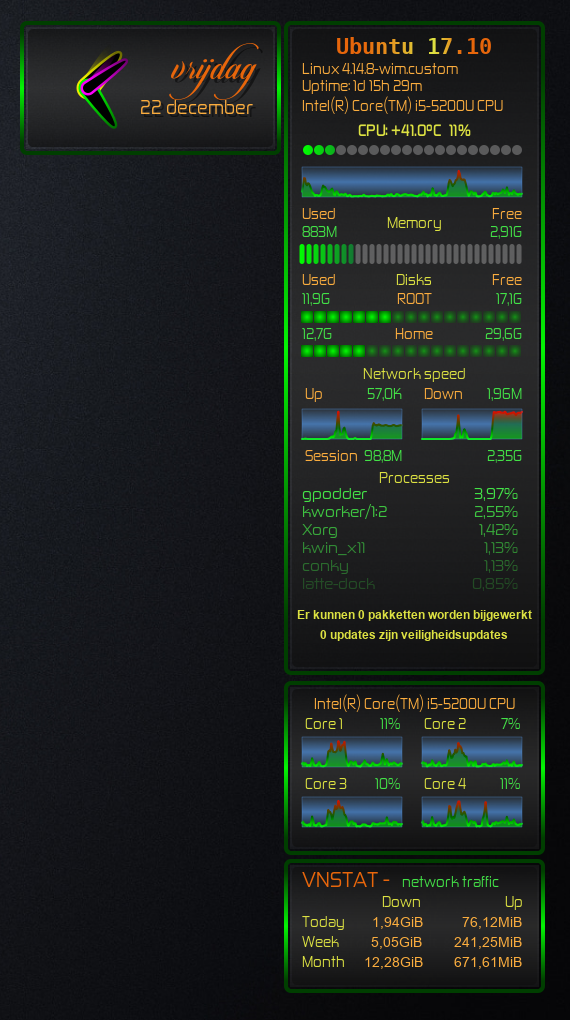 vrijdag
22 december
Ubuntu 17.10
Linux 4.14.8-wim.custom
Uptime: 1d 15h 29m
Intel(R) Core(TM) i5-5200U CPU
CPU: +41.0°C 11%
Used Free
Memory
883M 2,91G
Used Disks Free
11,9G ROOT 17,1G
12,7G Home 29,6G
Network speed
Up 57,0K Down 1,96M
Session 98,8M 2,35G
Processes
gpodder 3,97%
kworker/1:2 2,55%
Xorg 1,42%
kwin_x11 1,13%
conky 1,13%
latte-dock 0,85%
Er kunnen 0 pakketten worden bijgewerkt
0 updates zijn veiligheidsupdates
Intel(R) Core(TM) i5-5200U CPU
Core 1 11% Core 2 7%
Core 3 10% Core 4 11%
VNSTAT - network traffic
Down Up
Today 1,94GiB 76,12MiB
Week 5,05GiB 241,25MiB
Month 12,28GiB 671,61MiB